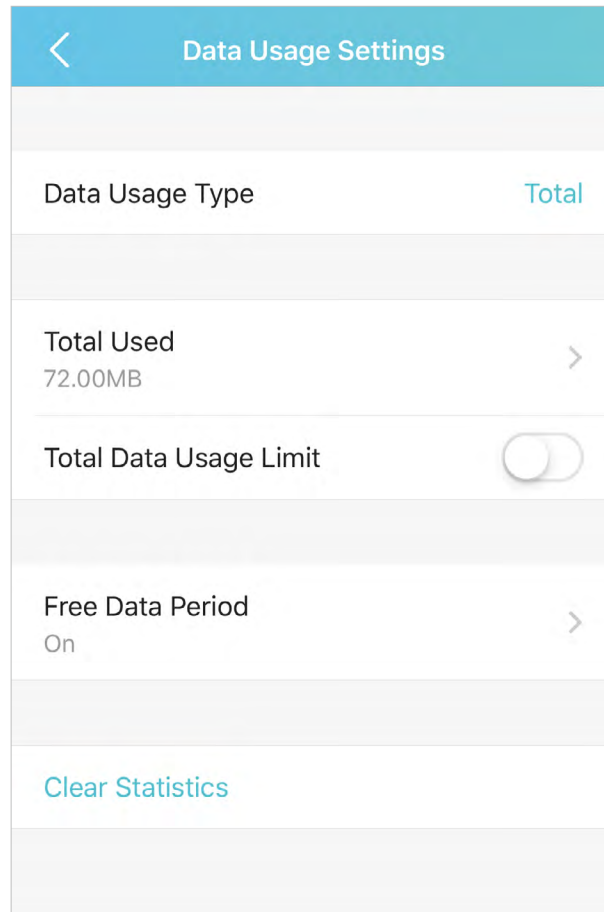 Data Usage Settings
Data Usage Type Total
Total Used
72.00MB
Total Data Usage Limit
Free Data Period
On
Clear Statistics